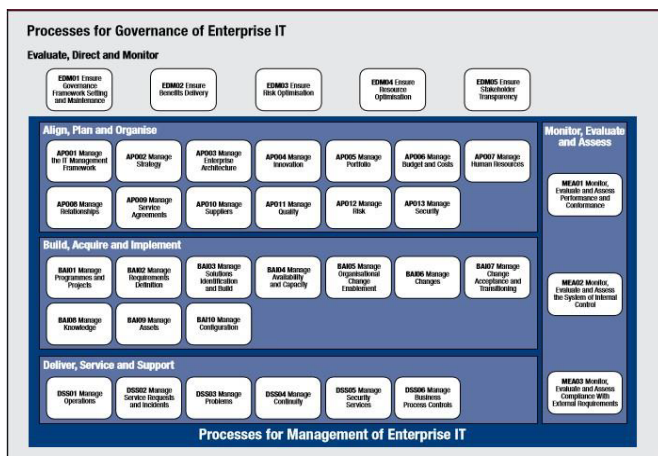 Processes for Governance of Enterprise IT
Evaluate, Direct and Monitor
EDM01 Ensure
Governance
Framework Setting
and Maintenance
EDM02 Ensure
Benefits Delivery
EDM03 Ensure
Risk Optimisation
EDM04 Ensure
Resource
Optimisation
EDM05 Ensure
Stakeholder
Transparency
Align, Plan and Organise
APO01 Manage
the IT Management
Framework
APO02 Manage
Strategy
APO03 Manage
Enterprise
Architecture
APO04 Manage
Innovation
APO05 Manage
Portfolio
APO06 Manage
Budget and Costs
APO07 Manage
Human Resources
APO08 Manage
Relationships
APO09 Manage
Service
Agreements
APO10 Manage
Suppliers
APO11 Manage
Quality
APO12 Manage
Risk
APO13 Manage
Security
Build, Acquire and Implement
BAI01 Manage
Programmes and
Projects
BAI02 Manage
Requirements
Definition
BAI03 Manage
Solutions
Identification
and Build
BAI04 Manage
Availability
and Capacity
BAI05 Manage
Organisational
Change
Enablement
BAI06 Manage
Changes
BAI07 Manage
Change
Acceptance and
Transitioning
BAI08 Manage
Knowledge
BAI09 Manage
Assets
BAI10 Manage
Configuration
Deliver, Service and Support
DSS01 Manage
Operations
DSS02 Manage
Service Requests
and Incidents
DSS03 Manage
Problems
DSS04 Manage
Continuity
DSS05 Manage
Security
Services
DSS06 Manage
Business
Process Controls
Monitor, Evaluate
and Assess
MEA01 Monitor,
Evaluate and Assess
Performance and
Conformance
MEA02 Monitor,
Evaluate and Assess
the System of Internal
Control
MEA03 Monitor,
Evaluate and Assess
Compliance With
External Requirements
Processes for Management of Enterprise IT